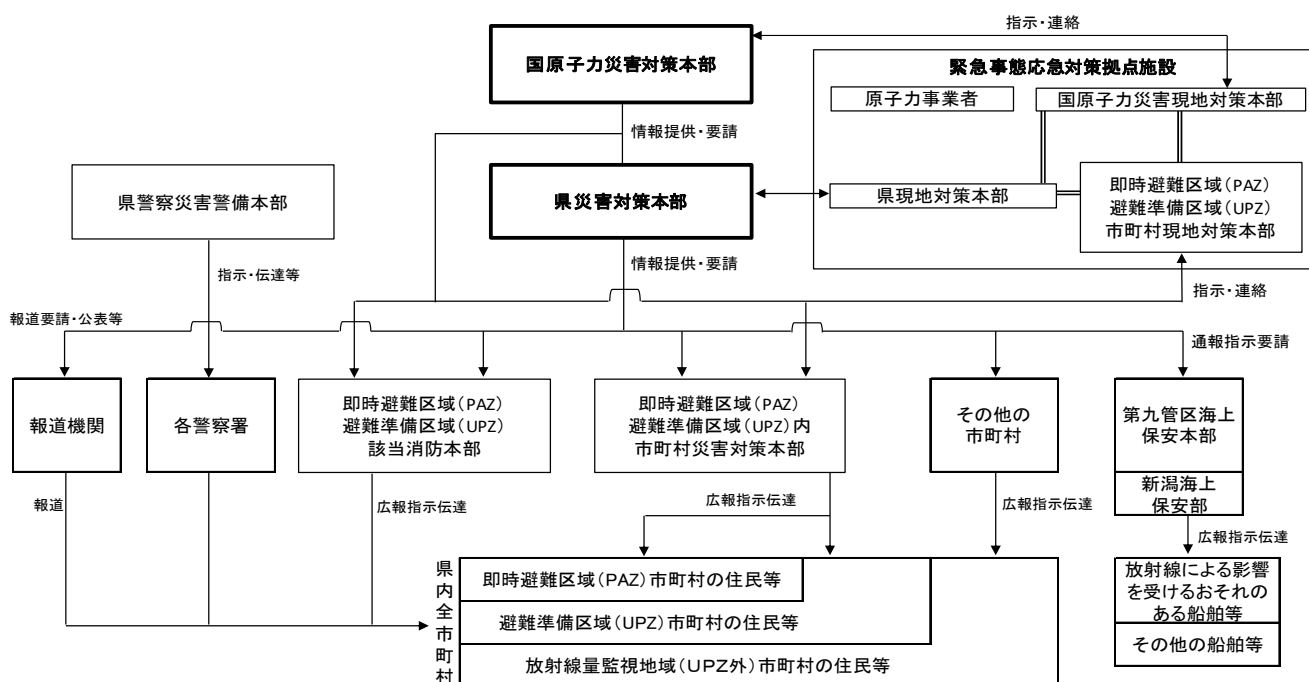 指示・連絡
国原子力災害対策本部
緊急事態応急対策拠点施設
原子力事業者
国原子力災害現地対策本部
情報提供・要請
県警察災害警備本部
県災害対策本部
県現地対策本部
即時避難区域(PAZ)
避難準備区域(UPZ)
市町村現地対策本部
指示・伝達等
情報提供・要請
指示・連絡
報道要請・公表等
通報指示要請
報道機関
各警察署
即時避難区域(PAZ)
避難準備区域(UPZ)
該当消防本部
即時避難区域(PAZ)
避難準備区域(UPZ)内
市町村災害対策本部
その他の
市町村
第九管区海上
保安本部
新潟海上
保安部
報道
広報指示伝達
広報指示伝達
広報指示伝達
広報指示伝達
県内全市町村
即時避難区域(PAZ)市町村の住民等
避難準備区域(UPZ)市町村の住民等
放射線量監視地域(UPZ外)市町村の住民等
放射線による影響
を受けるおそれの
ある船舶等
その他の船舶等